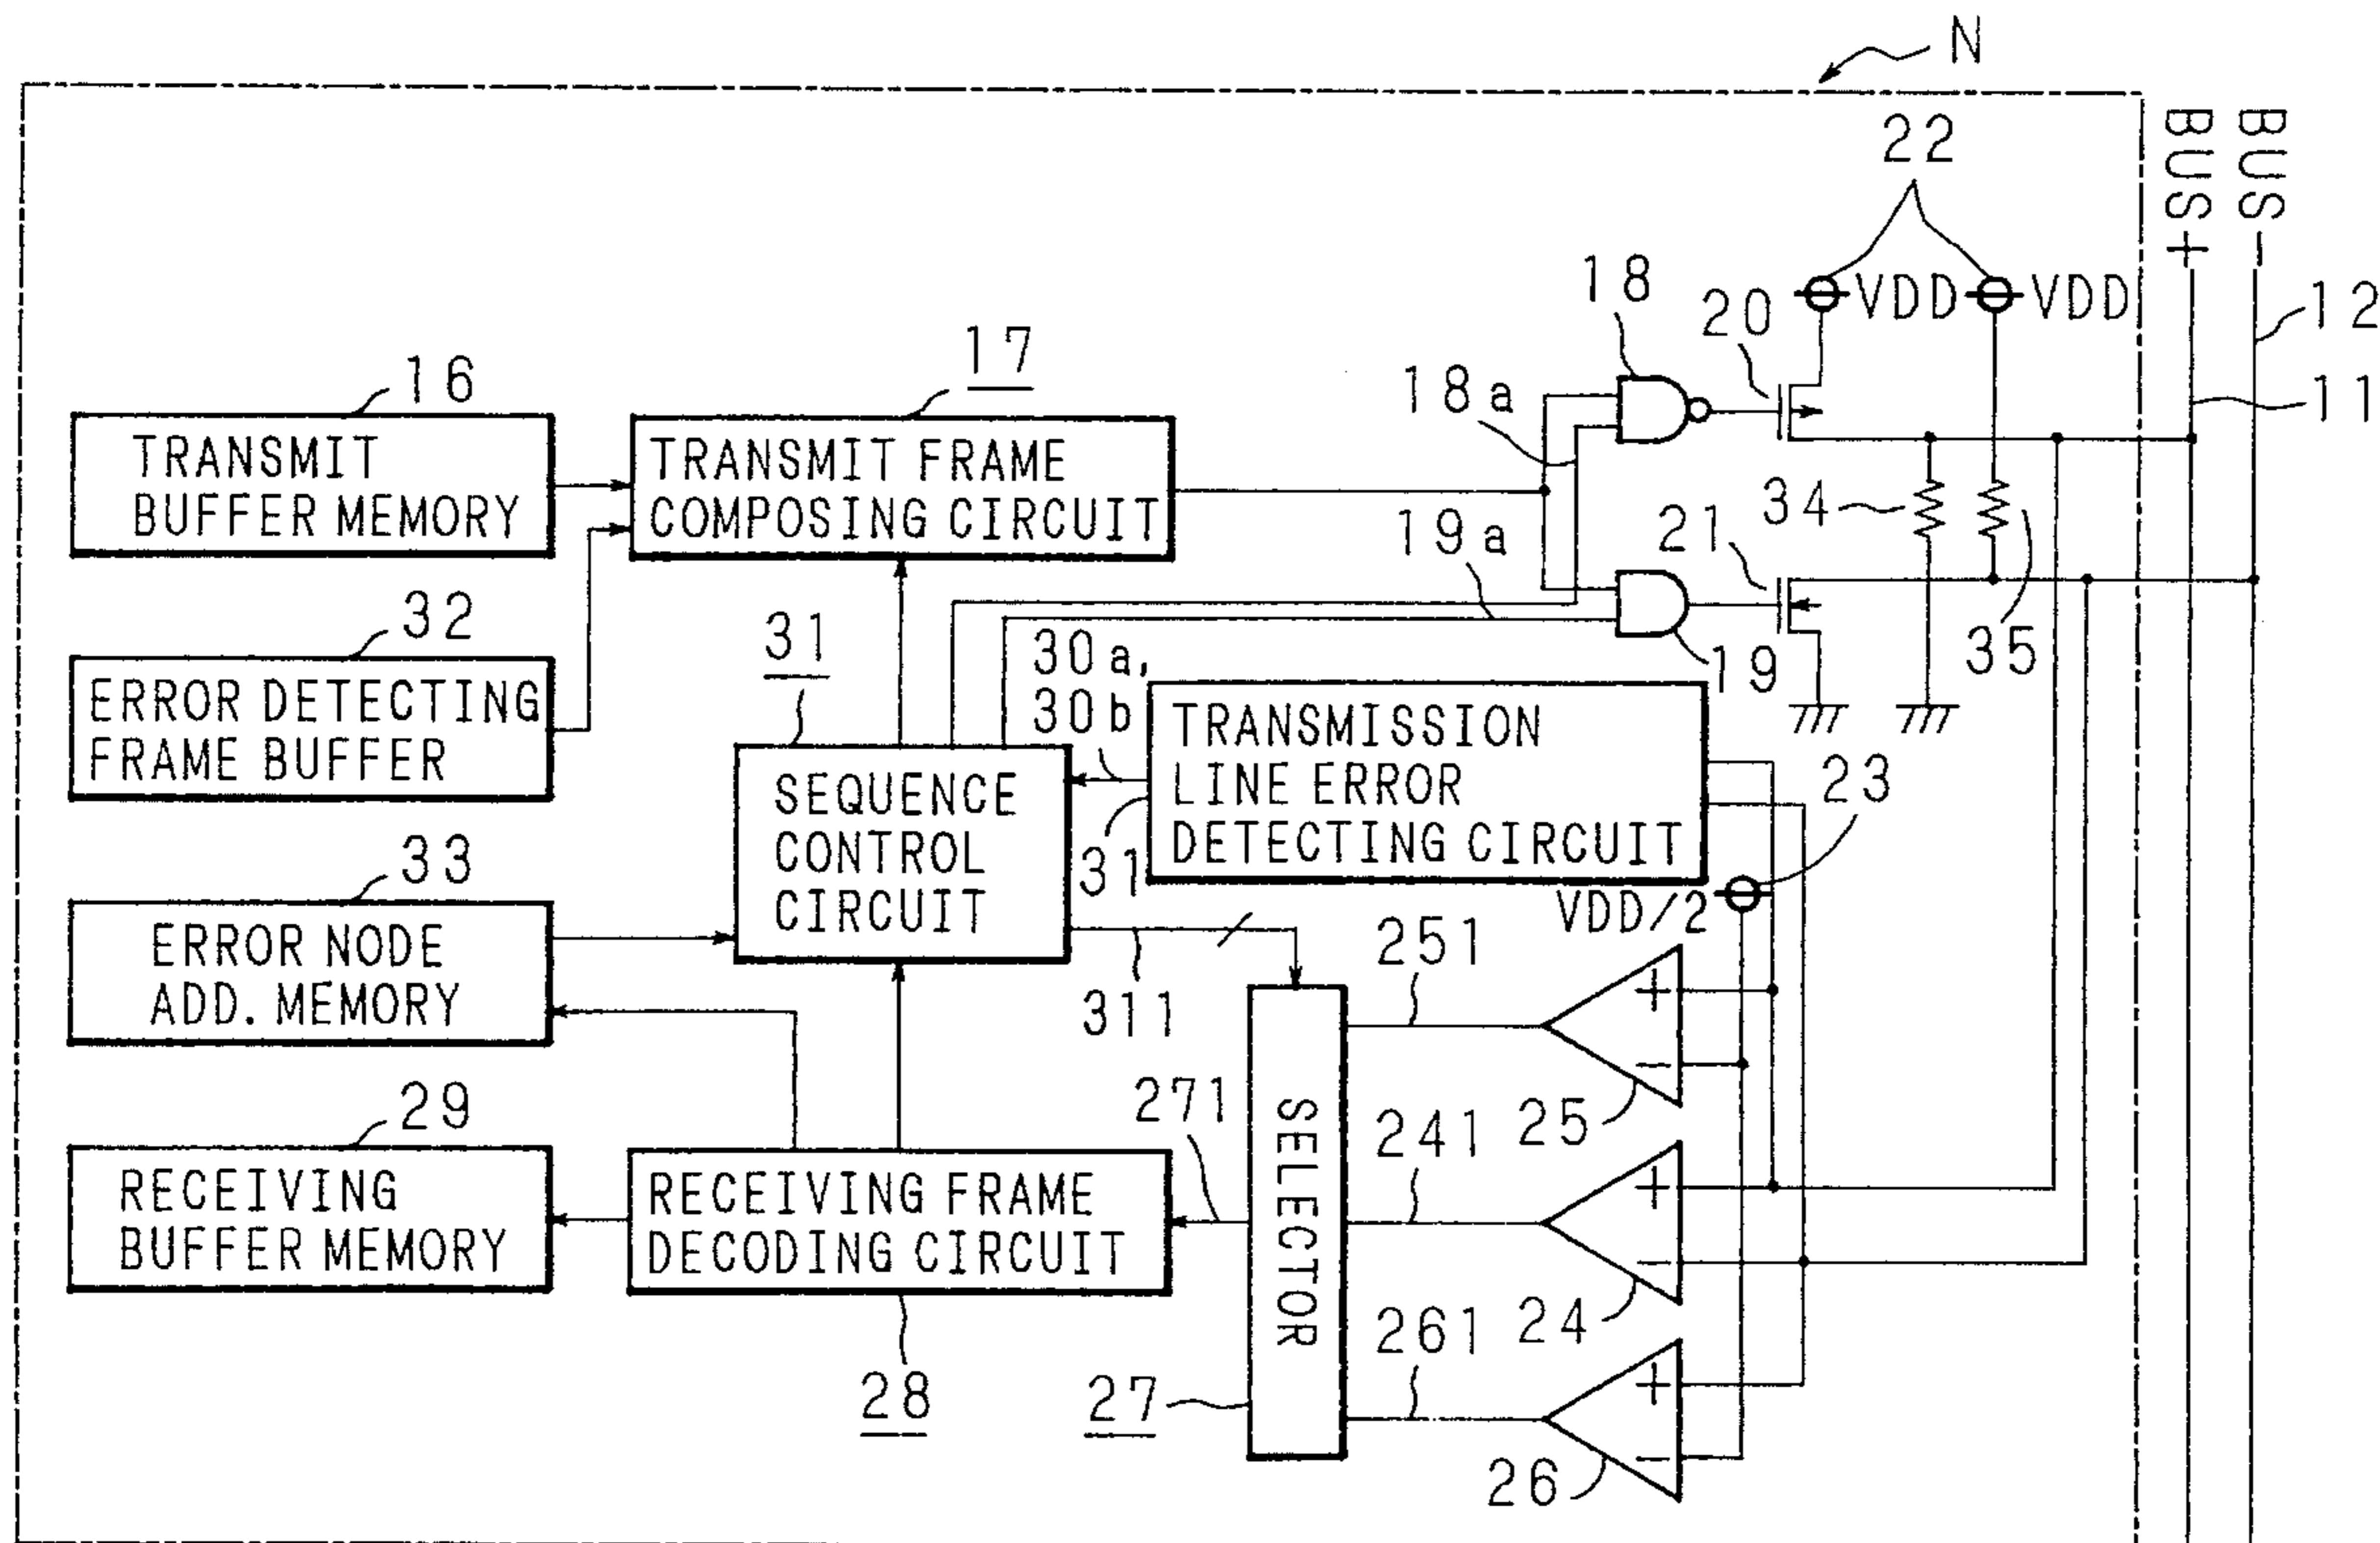 N
BUS+
BUS-
22
18
20
VDD
VDD
12
11
16
17
18a
TRANSMIT
BUFFER MEMORY
TRANSMIT FRAME
COMPOSING CIRCUIT
34
19a
21
32
31
30a,
30b
19
35
ERROR DETECTING
FRAME BUFFER
TRANSMISSION
LINE ERROR
DETECTING CIRCUIT
23
SEQUENCE
CONTROL
CIRCUIT
31
33
VDD/2
251
ERROR NODE
ADD. MEMORY
311
+
-
25
29
271
SELECTOR
241
RECEIVING
BUFFER MEMORY
RECEIVING FRAME
DECODING CIRCUIT
+
-
24
261
28
27
+
-
26